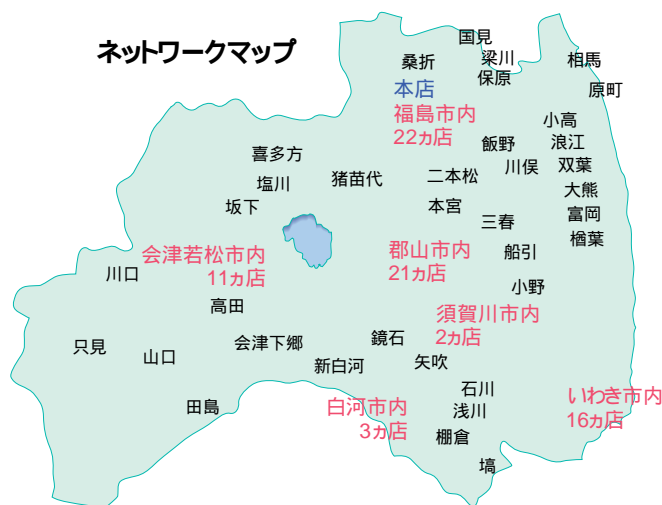 ネットワークマップ
国見
桑折
梁川
保原
相馬
原町
本店
福島市内
22ヵ店
小高
浪江
飯野
川俣
双葉
大熊
富岡
楢葉
喜多方
塩川
猪苗代
二本松
坂下
本宮
三春
会津若松市内
11ヵ店
郡山市内
21ヵ店
船引
川口
小野
高田
須賀川市内
2ヵ店
只見
山口
会津下郷
鏡石
新白河
矢吹
田島
白河市内
3ヵ店
石川
浅川
棚倉
塙
いわき市内
16ヵ店